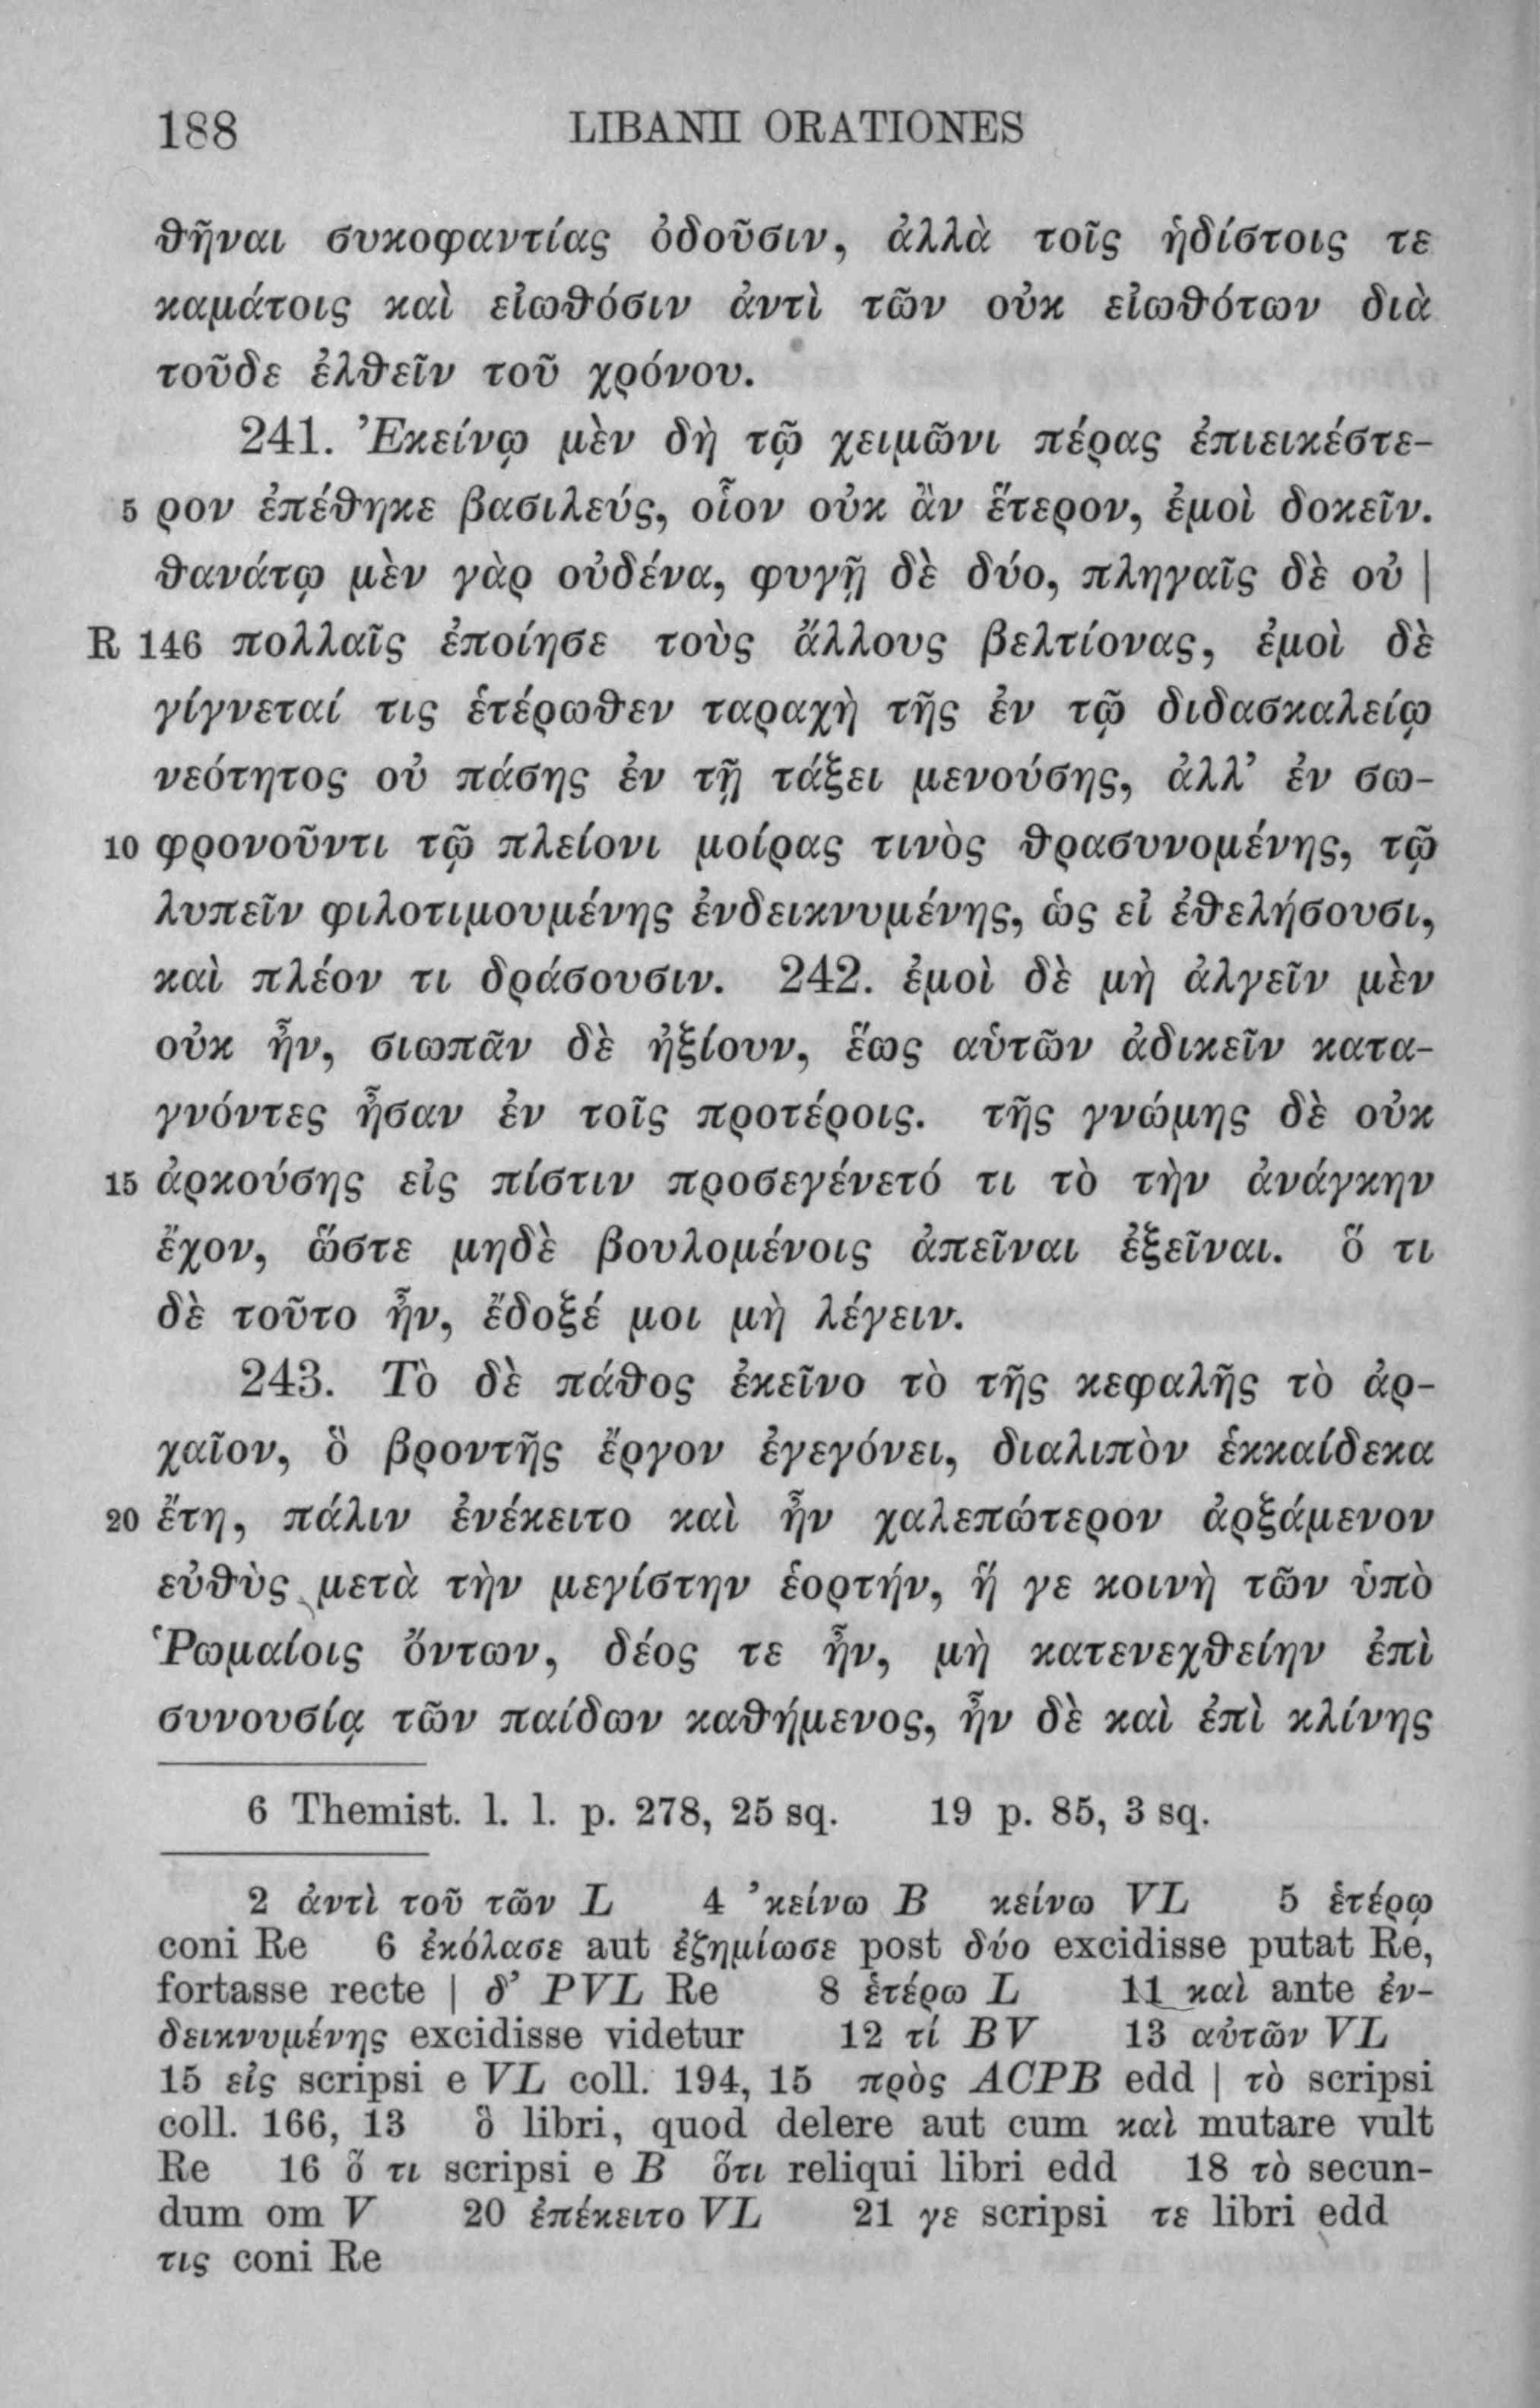 188 LIBANII ORATIONES
θῆναι συκοφαντίας ὀδοῦσιν, ἀλλὰ τοῖς ἡδίστοις τε
καμάτοις καὶ εἰωθόσιν ἀντὶ τῶν οὐκ εἰωθότων διὰ
τοῦδε ἐλθεῖν τοῦ χρόνου.
241. Ἐκείνῳ μὲν δὴ τῷ χειμῶνι πέρας ἐπιεικέστε-
5 ρον ἐπέθηκε βασιλεύς, οἷον οὐκ ἂν ἕτερον, ἐμοὶ δοκεῖν.
θανάτῳ μὲν γὰρ οὐδένα, φυγῇ δὲ δύο, πληγαῖς δὲ οὐ |
R 146 πολλαῖς ἐποίησε τοὺς ἄλλους βελτίονας, ἐμοὶ δὲ
γίγνεταί τις ἑτέρωθεν ταραχὴ τῆς ἐν τῷ διδασκαλείῳ
νεότητος οὐ πάσης ἐν τῇ τάξει μενούσης, ἀλλ’ ἐν σω-
10 φρονοῦντι τῷ πλείονι μοίρας τινὸς θρασυνομένης, τῷ
λυπεῖν φιλοτιμουμένης ἐνδεικνυμένης, ὡς εἰ ἐθελήσουσι,
καὶ πλέον τι δράσουσιν. 242. ἐμοὶ δὲ μὴ ἀλγεῖν μὲν
οὐκ ἦν, σιωπᾶν δὲ ἠξίουν, ἕως αὑτῶν ἀδικεῖν κατα-
γνόντες ἦσαν ἐν τοῖς προτέροις. τῆς γνώμης δὲ οὐκ
15 ἀρκούσης εἰς πίστιν προσεγένετό τι τὸ τὴν ἀνάγκην
ἔχον, ὥστε μηδὲ βουλομένοις ἀπεῖναι ἐξεῖναι. ὅ τι
δὲ τοῦτο ἦν, ἔδοξέ μοι μὴ λέγειν.
243. Τὸ δὲ πάθος ἐκεῖνο τὸ τῆς κεφαλῆς τὸ ἀρ-
χαῖον, ὃ βροντῆς ἔργον ἐγεγόνει, διαλιπὸν ἑκκαίδεκα
20 ἔτη, πάλιν ἐνέκειτο καὶ ἦν χαλεπώτερον ἀρξάμενον
εὐθὺς μετὰ τὴν μεγίστην ἑορτήν, ἥ γε κοινὴ τῶν ὑπὸ
Ῥωμαίοις ὄντων, δέος τε ἦν, μὴ κατενεχθείην ἐπὶ
συνουσίᾳ τῶν παίδων καθήμενος, ἦν δὲ καὶ ἐπὶ κλίνης
6 Themist. l. l. p. 278, 25 sq. 19 p. 85, 3 sq.
2 ἀντὶ τοῦ τῶν L 4 ’κείνω B κείνω VL 5 ἑτέρῳ
coni Re 6 ἐκόλασε aut ἐζημίωσε post δύο excidisse putat Re,
fortasse recte | δ’ PVL Re 8 ἑτέρω L 11 καὶ ante ἐν-
δεικνυμένης excidisse videtur 12 τί BV 13 αὐτῶν VL
15 εἰς scripsi e VL coll. 194, 15 πρὸς ACPB edd | τὸ scripsi
coll. 166, 13 ὃ libri, quod delere aut cum καὶ mutare vult
Re 16 ὅ τι scripsi e B ὅτι reliqui libri edd 18 τὸ secun-
dum om V 20 ἐπέκειτο VL 21 γε scripsi τε libri edd
τις coni Re